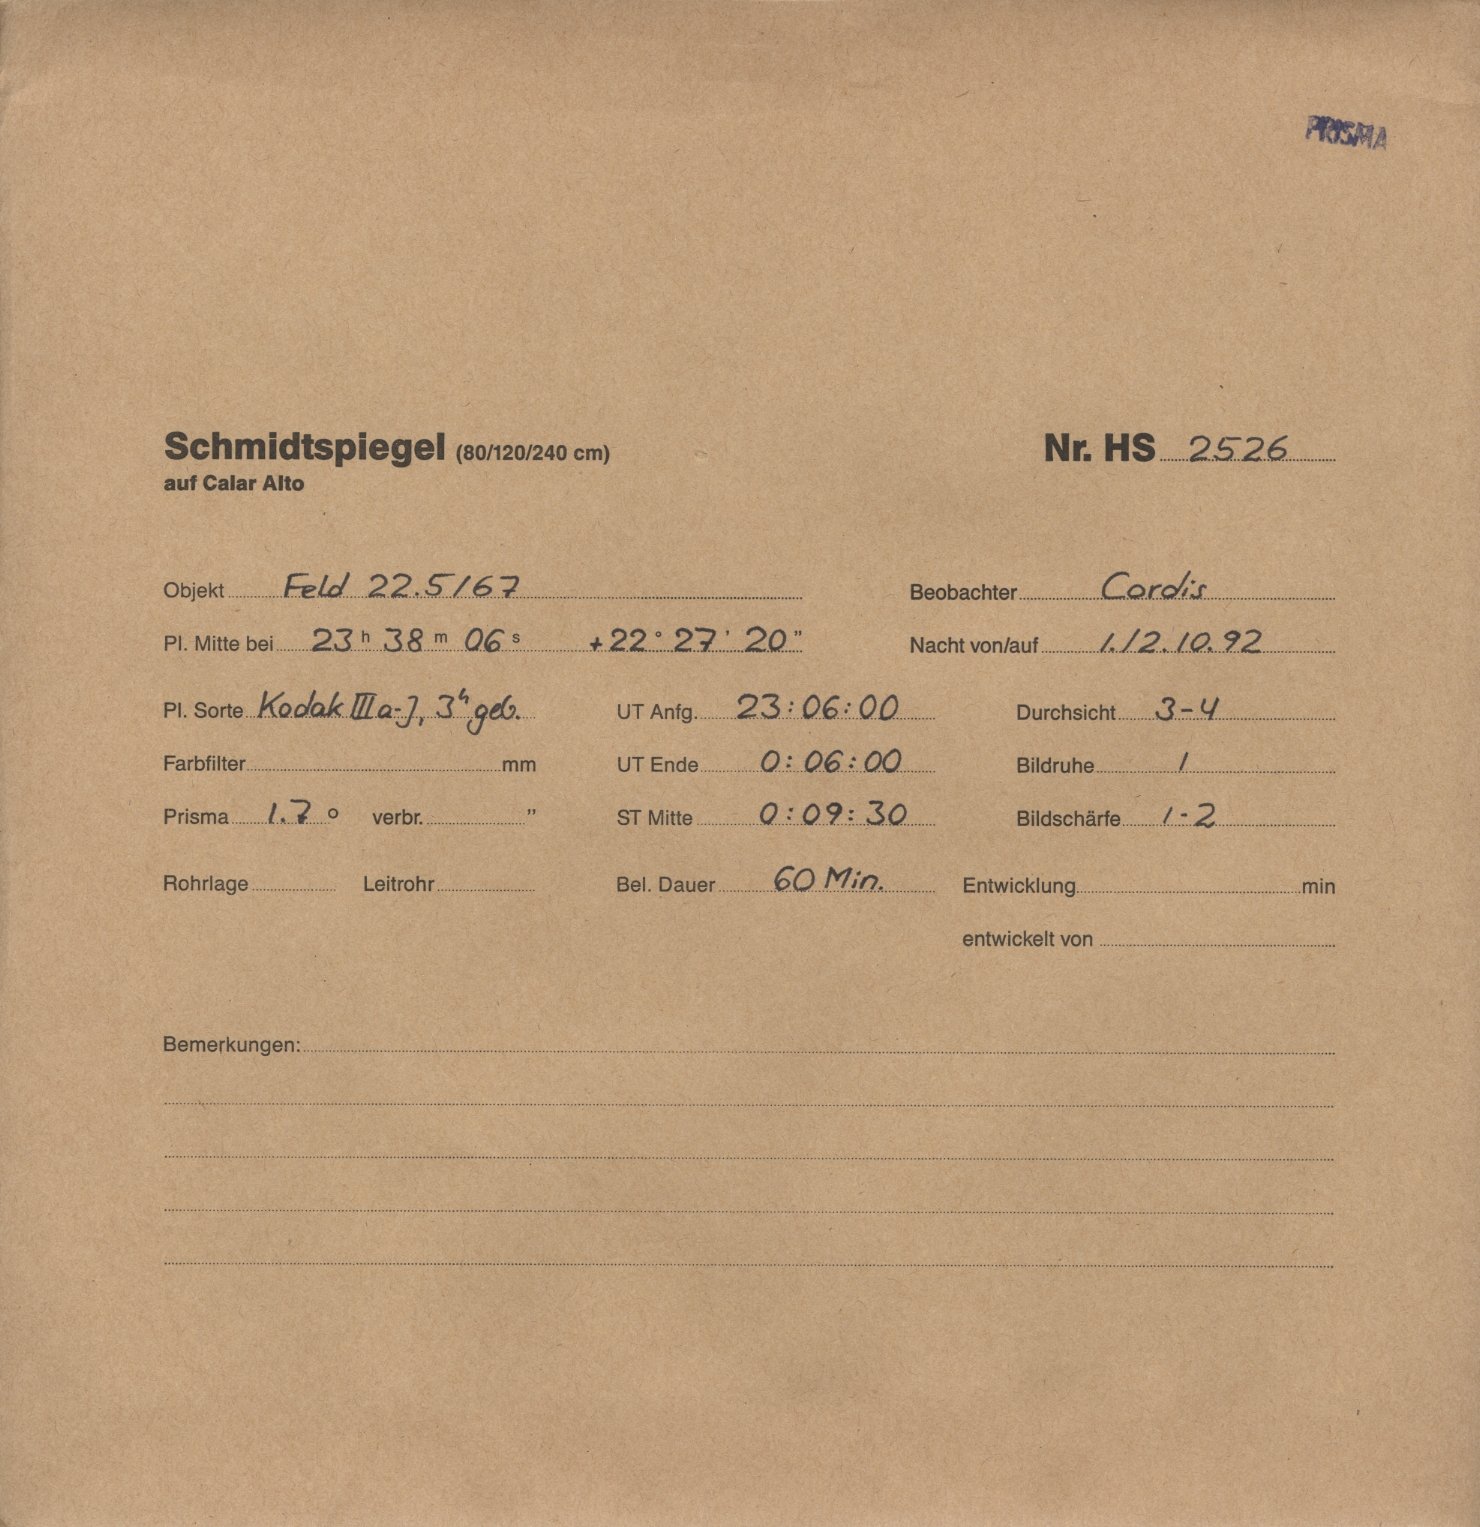 PRISMA
Schmidtspiegel (80/120/240 cm) Nr. HS 2526
auf Calar Alto
Objekt Feld 22.5/67 Beobachter Cordis
Pl. Mitte bei 23 h 38 m 06 s +22 ° 27 ' 20 " Nacht von/auf 1./2.10.92
Pl. Sorte Kodak III a-J, 3h geb. UT Anfg. 23:06:00 Durchsicht 3-4
Farbfilter mm UT Ende 0:06:00 Bildruhe 1
Prisma 1.7 ° verbr. " ST Mitte 0:09:30 Bildschärfe 1-2
Rohrlage Leitrohr Bel. Dauer 60 Min. Entwicklung min
entwickelt von
Bemerkungen: